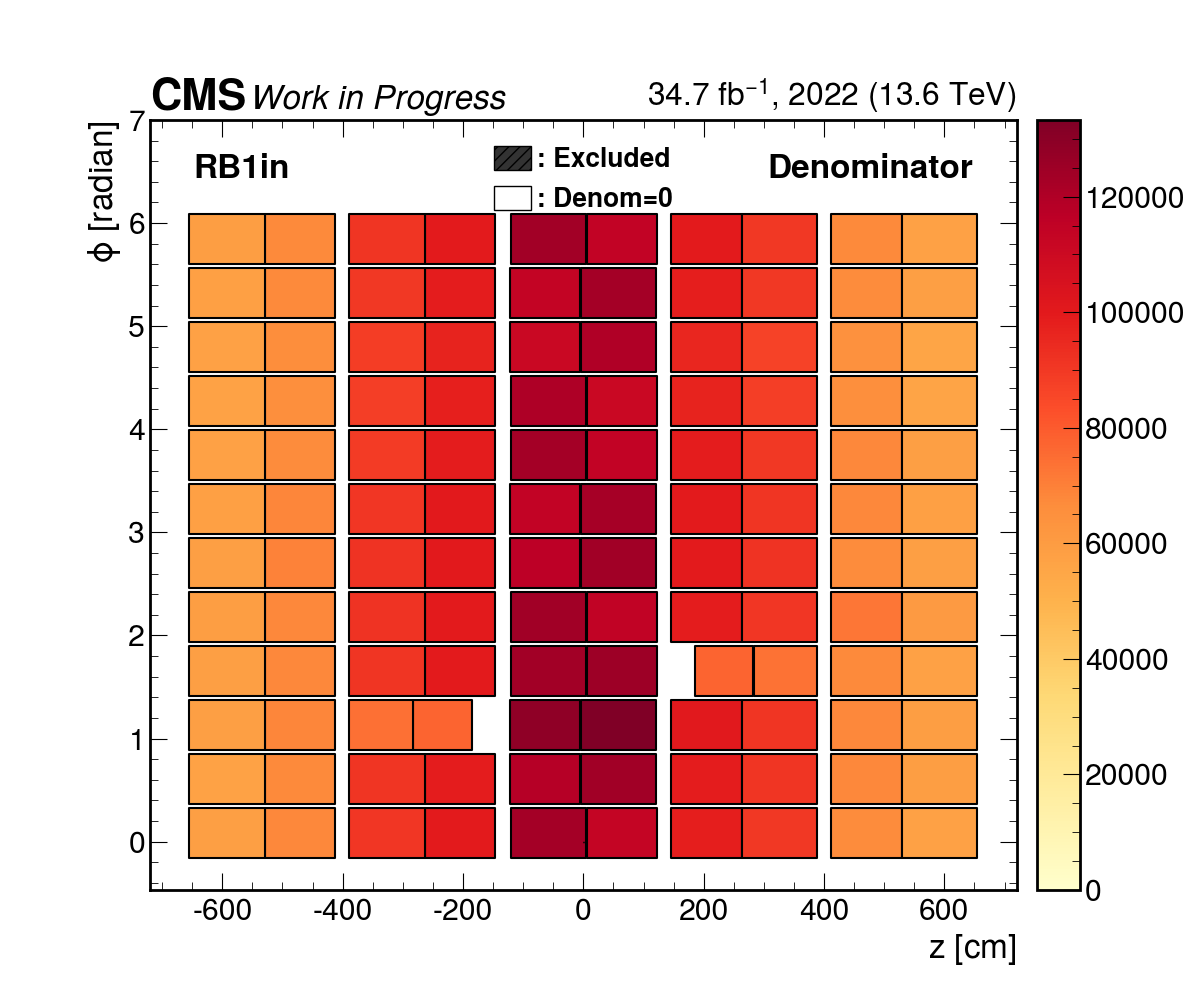 CMS Work in Progress 34.7 fb⁻¹, 2022 (13.6 TeV)
RB1in : Excluded Denominator
: Denom=0
ϕ [radian]
7
6
5
4
3
2
1
0
-600 -400 -200 0 200 400 600
z [cm]
120000
100000
80000
60000
40000
20000
0